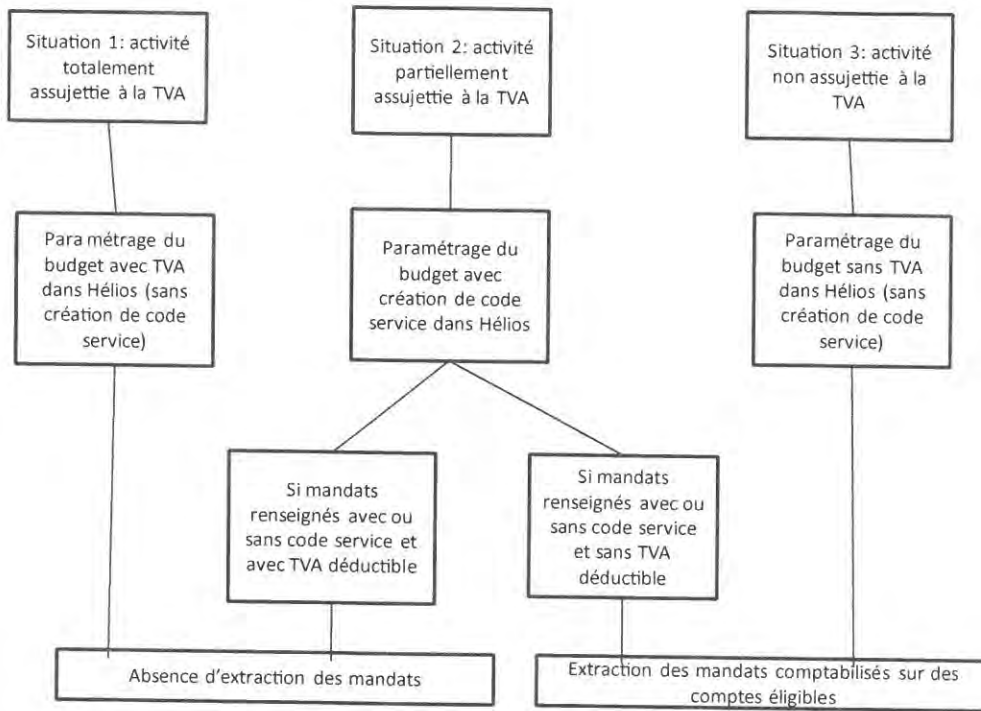 Situation 1: activité
totalement
assujettie à la TVA
Situation 2: activité
partiellement
assujettie à la TVA
Situation 3: activité
non assujettie à la
TVA
Para métrage du
budget avec TVA
dans Hélios (sans
création de code
service)
Paramétrage du
budget avec
création de code
service dans Hélios
Paramétrage du
budget sans TVA
dans Hélios (sans
création de code
service)
Si mandats
renseignés avec ou
sans code service et
avec TVA déductible
Si mandats
renseignés avec ou
sans code service
et sans TVA
déductible
Absence d'extraction des mandats
Extraction des mandats comptabilisés sur des
comptes éligibles